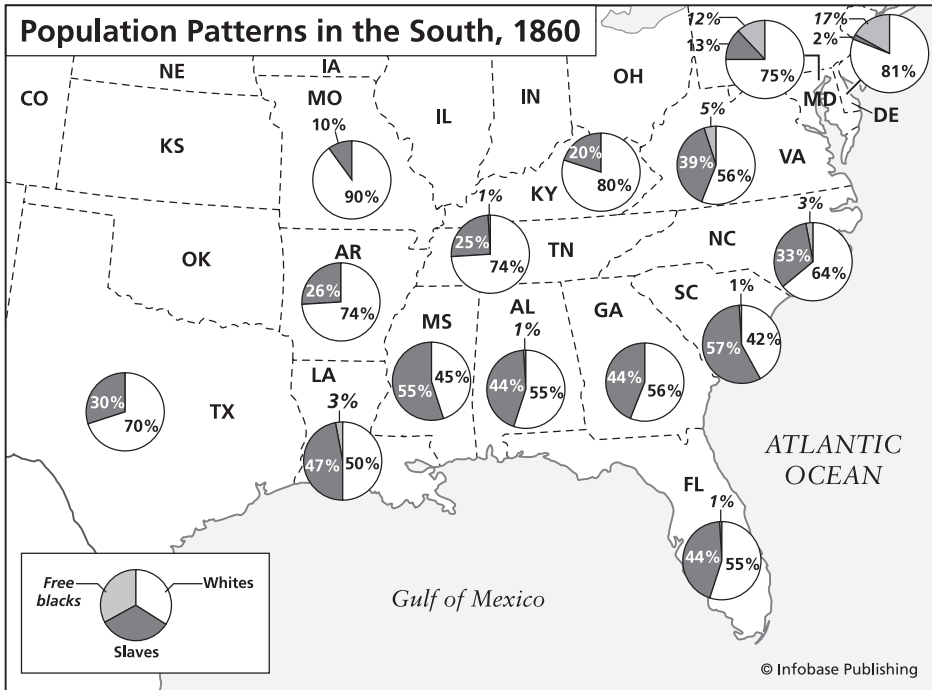 Population Patterns in the South, 1860
12%
13%
75%
17%
2%
81%
MD
DE
NE
IA
CO
MO
10%
90%
IL
IN
OH
KS
5%
39%
56%
VA
20%
80%
KY
1%
25%
74%
TN
3%
33%
64%
NC
OK
AR
26%
74%
MS
55%
45%
AL
1%
44%
55%
GA
44%
56%
SC
1%
57%
42%
LA
3%
47%
50%
30%
70%
TX
ATLANTIC
OCEAN
FL
1%
44%
55%
Gulf of Mexico
Free
blacks
Whites
Slaves
© Infobase Publishing